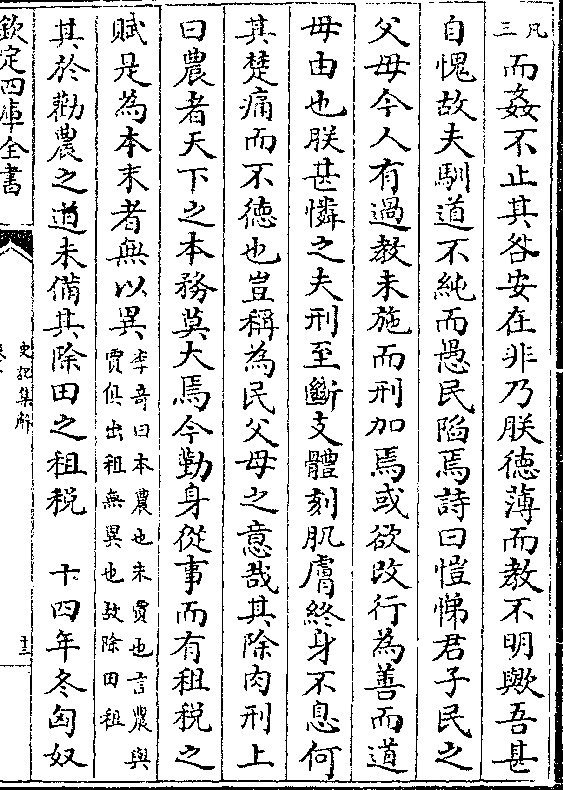 凡三而姦不止其咎安在非乃朕德薄而教不明歟吾甚
自愧故夫馴道不純而愚民陷焉詩曰愷悌君子民之
父母今人有過教未施而刑加焉或欲改行為善而道
毋由也朕甚憐之夫刑至斷支體刻肌膚終身不息何
其楚痛而不德也豈稱為民父母之意哉其除肉刑上
曰農者天下之本務莫大焉今勤身從事而有租税之
賦是為本末者無以異李竒曰本農也末賈也言農與賈俱出租無異也故除田租
其於勸農之道未備其除田之租税 十四年冬匈奴
欽定四庫全書
史記集解